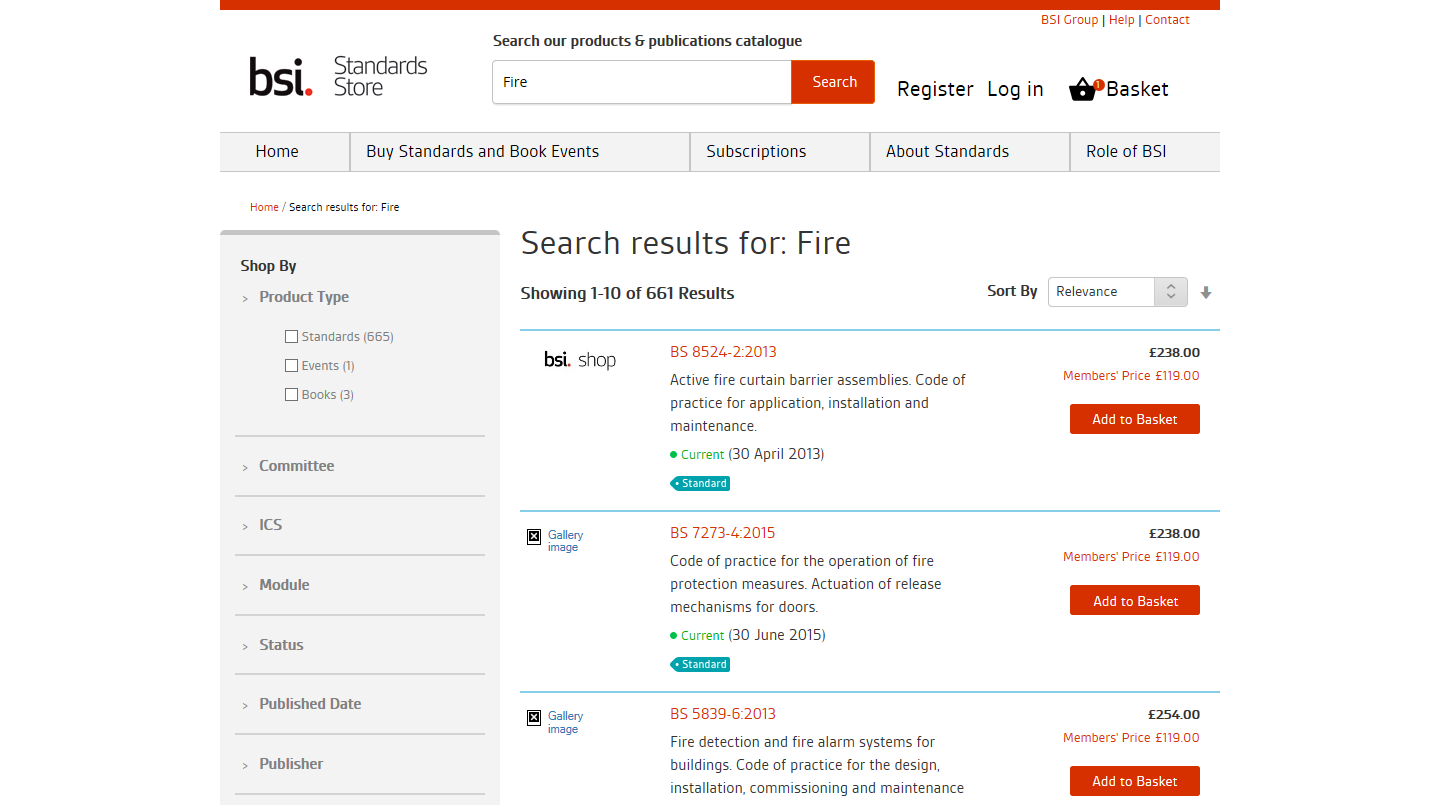 BSI Group | Help | Contact
Search our products & publications catalogue
bsi. Standards Store
Fire
Search
Register
Log in
1
Basket
Home
Buy Standards and Book Events
Subscriptions
About Standards
Role of BSI
Home / Search results for: Fire
Shop By
> Product Type
Standards (665)
Events (1)
Books (3)
> Committee
> ICS
> Module
> Status
> Published Date
> Publisher
Search results for: Fire
Showing 1-10 of 661 Results
Sort By
Relevance
bsi. shop
BS 8524-2:2013
Active fire curtain barrier assemblies. Code of
practice for application, installation and
maintenance.
Current (30 April 2013)
Standard
£238.00
Members' Price £119.00
Add to Basket
Gallery
image
BS 7273-4:2015
Code of practice for the operation of fire
protection measures. Actuation of release
mechanisms for doors.
Current (30 June 2015)
Standard
£238.00
Members' Price £119.00
Add to Basket
Gallery
image
BS 5839-6:2013
Fire detection and fire alarm systems for
buildings. Code of practice for the design,
installation, commissioning and maintenance
£254.00
Members' Price £119.00
Add to Basket